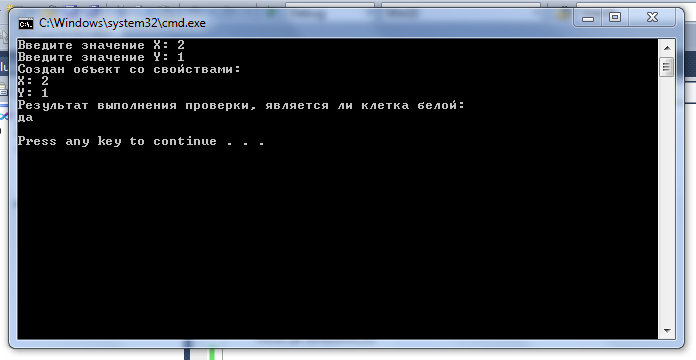 C:\Windows\system32\cmd.exe
Введите значение X: 2
Введите значение Y: 1
Создан объект со свойствами:
X: 2
Y: 1
Результат выполнения проверки, является ли клетка белой:
да
Press any key to continue . . .